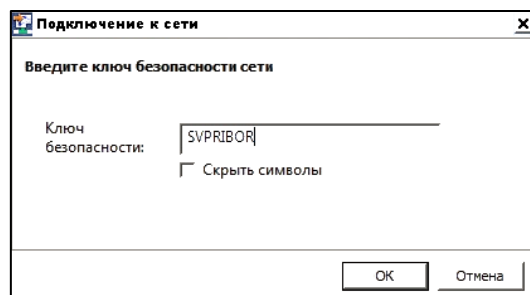 Подключение к сети
Введите ключ безопасности сети
Ключ
безопасности:
SVPRIBOR
Скрыть символы
ОК
Отмена